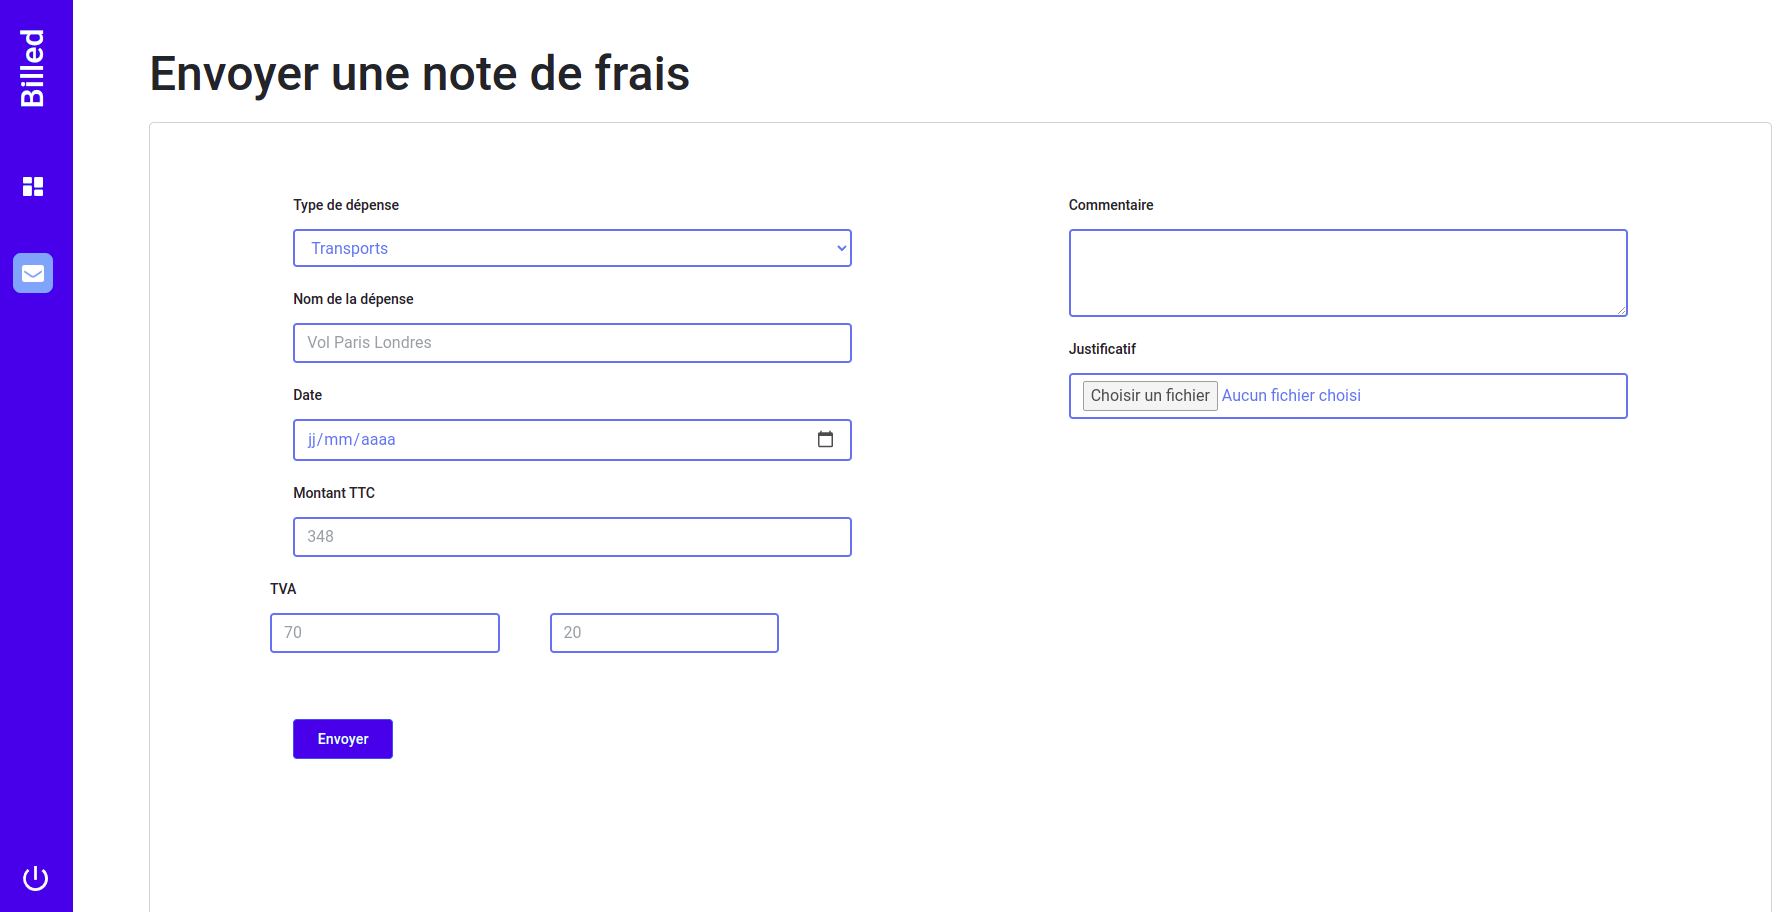 Billed
Envoyer une note de frais
Type de dépense
Transports
Nom de la dépense
Vol Paris Londres
Date
jj/mm/aaaa
Montant TTC
348
TVA
70
20
Envoyer
Commentaire
Justificatif
Choisir un fichier Aucun fichier choisi